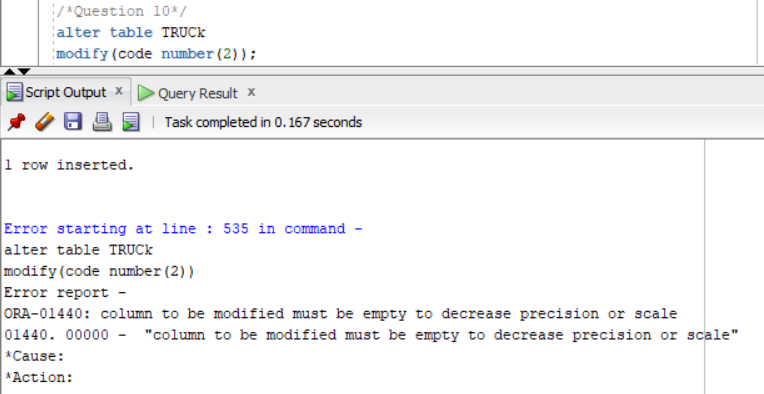 /*Question 10*/
alter table TRUCk
modify(code number(2));
Script Output x Query Result x
Task completed in 0.167 seconds
1 row inserted.
Error starting at line : 535 in command -
alter table TRUCk
modify(code number(2))
Error report -
ORA-01440: column to be modified must be empty to decrease precision or scale
01440. 00000 -  "column to be modified must be empty to decrease precision or scale"
*Cause:
*Action: